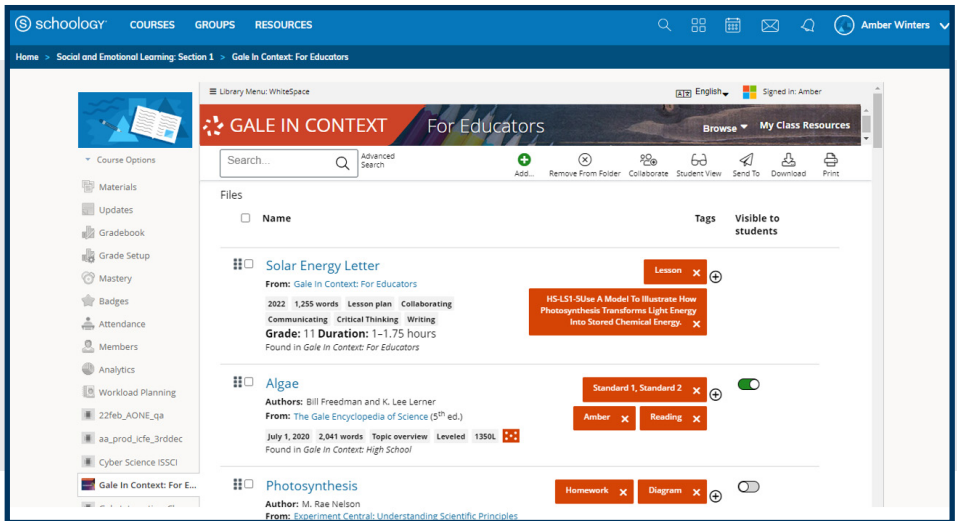 schoology COURSES GROUPS RESOURCES Amber Winters
Home > Social and Emotional Learning: Section 1 > Gale In Context: For Educators
Course Options
Materials
Updates
Gradebook
Grade Setup
Mastery
Badges
Attendance
Members
Analytics
Workload Planning
22feb_AONE_qa
aa_prod_icfe_3rddec
Cyber Science ISSCI
Gale In Context: For E...
Library Menu: WhiteSpace English Signed in: Amber
GALE IN CONTEXT For Educators Browse My Class Resources
Search... Advanced Search
Add... Remove From Folder Collaborate Student View Send To Download Print
Files
Name Tags Visible to students
Solar Energy Letter
From: Gale In Context: For Educators
2022 1,255 words Lesson plan Collaborating
Communicating Critical Thinking Writing
Grade: 11 Duration: 1–1.75 hours
Found in Gale In Context: For Educators
Lesson
HS-LS1-5Use A Model To Illustrate How
Photosynthesis Transforms Light Energy
Into Stored Chemical Energy.
Algae
Authors: Bill Freedman and K. Lee Lerner
From: The Gale Encyclopedia of Science (5th ed.)
July 1, 2020 2,041 words Topic overview Leveled 1350L
Found in Gale In Context: High School
Standard 1, Standard 2
Amber Reading
Photosynthesis
Author: M. Rae Nelson
From: Experiment Central: Understanding Scientific Principles
Homework Diagram